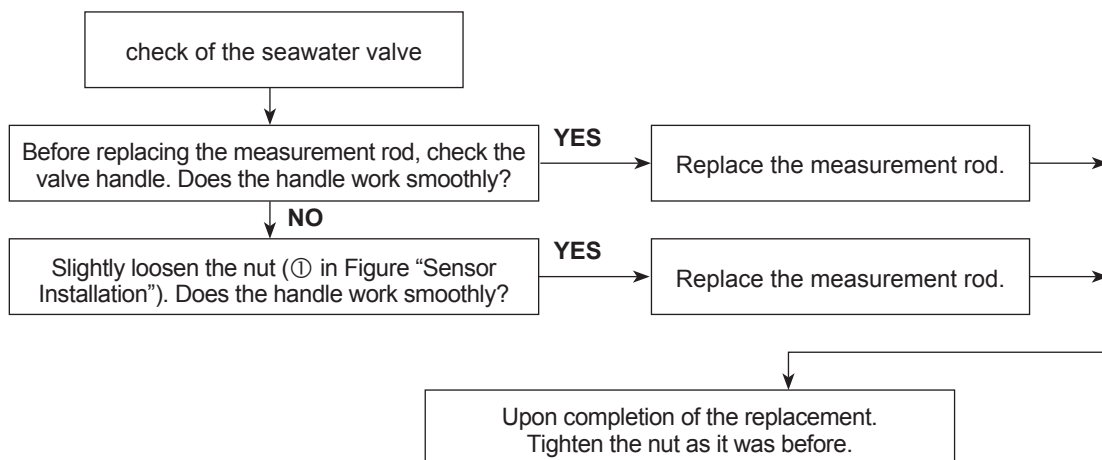 check of the seawater valve
Before replacing the measurement rod, check the
valve handle. Does the handle work smoothly?
YES
Replace the measurement rod.
NO
Slightly loosen the nut (① in Figure “Sensor
Installation”). Does the handle work smoothly?
YES
Replace the measurement rod.
Upon completion of the replacement.
Tighten the nut as it was before.